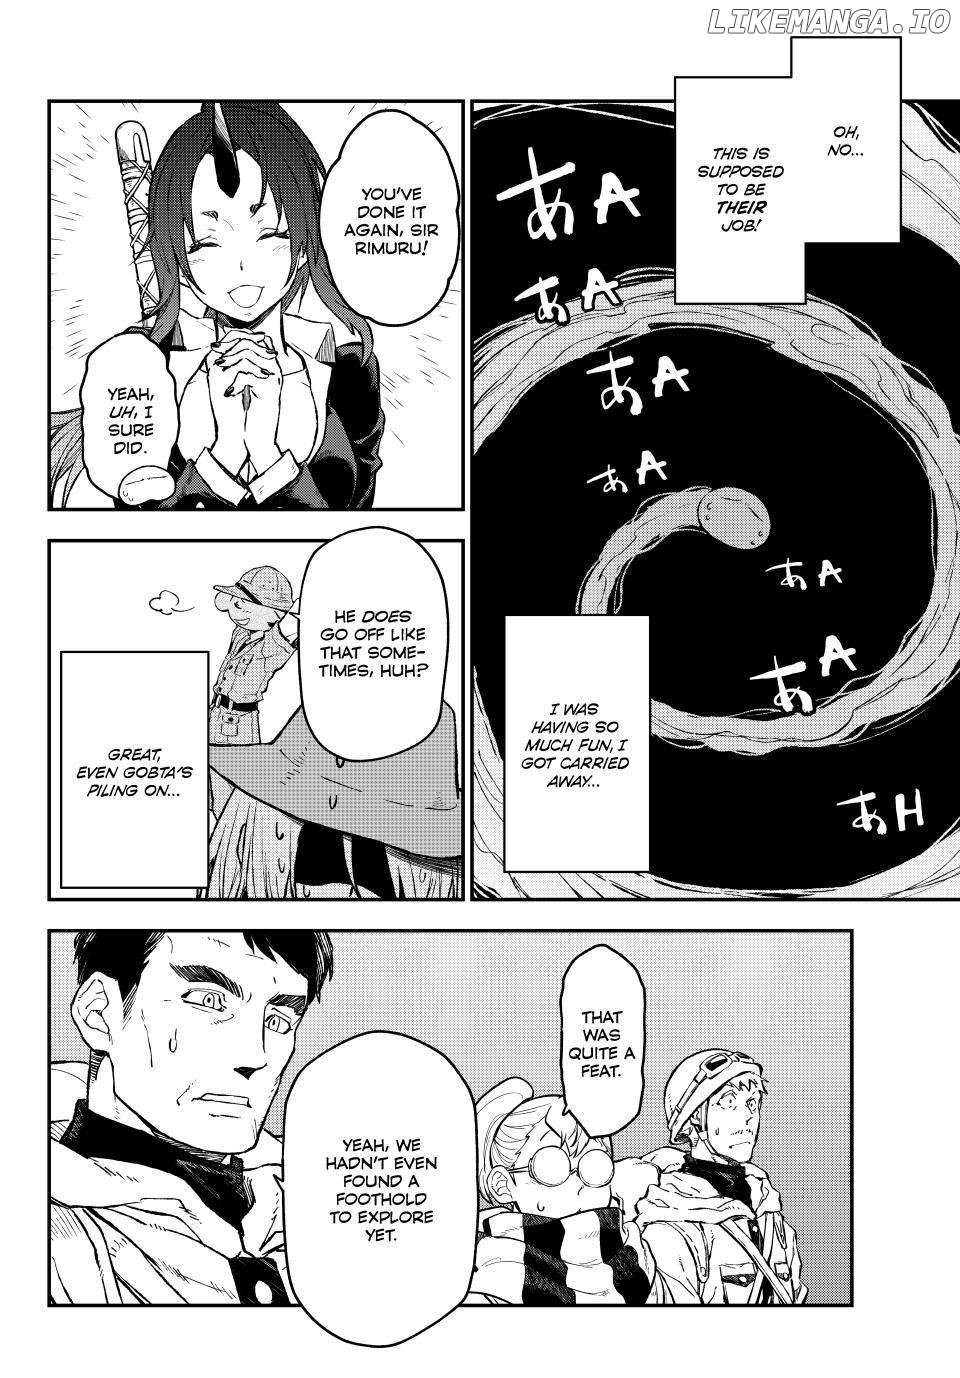 LIKEMANGA.IO
OH,
NO...
THIS IS
SUPPOSED
TO BE
THEIR
JOB!
あA
あA
あA
あA
あA
あA
あH
I WAS
HAVING SO
MUCH FUN, I
GOT CARRIED
AWAY...
YOU'VE
DONE IT
AGAIN, SIR
RIMURU!
YEAH,
UH, I
SURE
DID.
HE DOES
GO OFF LIKE
THAT SOME-
TIMES, HUH?
GREAT,
EVEN GOBTA'S
PILING ON...
THAT
WAS
QUITE A
FEAT.
YEAH, WE
HADN'T EVEN
FOUND A
FOOTHOLD
TO EXPLORE
YET.